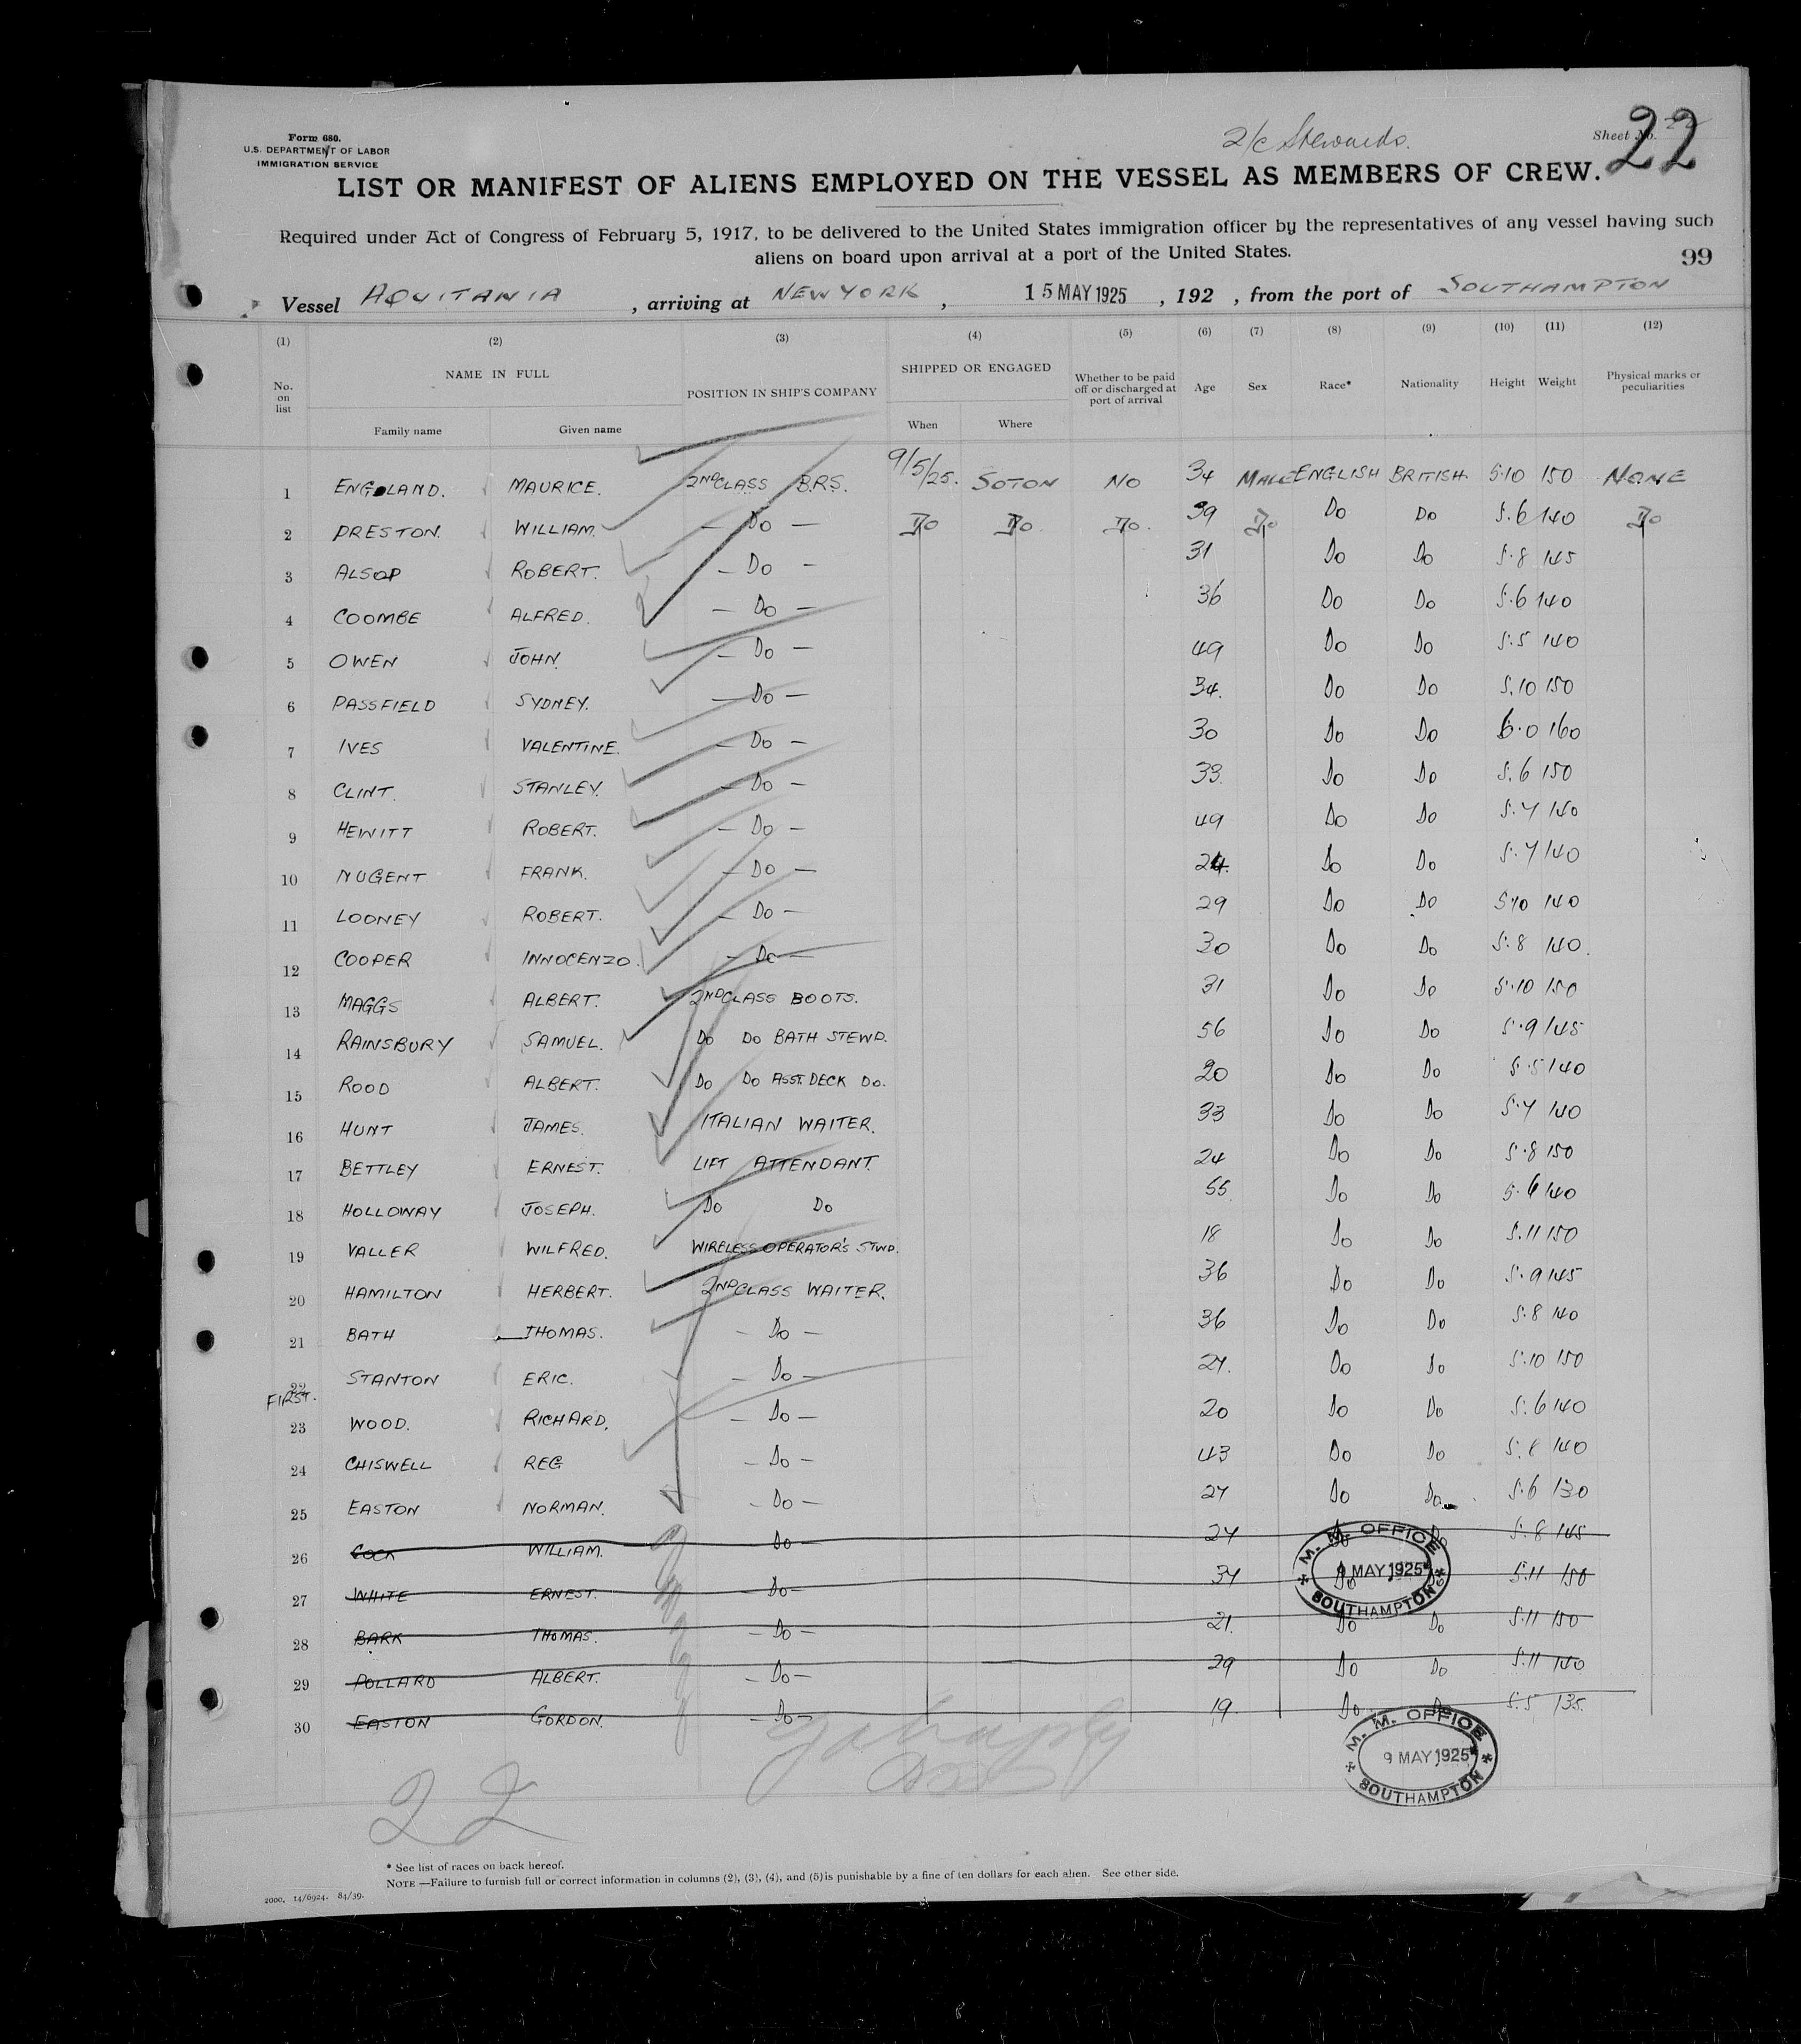 2/c Stewards.
Form 680.
U.S. DEPARTMENT OF LABOR
IMMIGRATION SERVICE
Sheet No.
22
LIST OR MANIFEST OF ALIENS EMPLOYED ON THE VESSEL AS MEMBERS OF CREW.
Required under Act of Congress of February 5, 1917, to be delivered to the United States immigration officer by the representatives of any vessel having such
aliens on board upon arrival at a port of the United States.
99
Vessel AQUITANIA , arriving at NEW YORK , 15 MAY 1925 , 192 , from the port of SOUTHAMPTON
(1) (2) (3) (4) (5) (6) (7) (8) (9) (10) (11) (12)
No. on list NAME IN FULL Family name Given name POSITION IN SHIP'S COMPANY SHIPPED OR ENGAGED When Where Whether to be paid off or discharged at port of arrival Age Sex Race* Nationality Height Weight Physical marks or peculiarities
1 ENGLAND. MAURICE. 2ND CLASS B.R.S. 9/5/25. SOTON NO 34 MALE ENGLISH BRITISH. 5.10 150 NONE
2 PRESTON. WILLIAM. — Do — Do Do Do. 39 Do Do Do 5.6 140 Do
3 ALSOP ROBERT. — Do — 31 Do Do 5.8 145
4 COOMBE ALFRED. — Do — 36 Do Do 5.6 140
5 OWEN JOHN. — Do — 49 Do Do 5.5 140
6 PASSFIELD SYDNEY. — Do — 34. Do Do 5.10 150
7 IVES VALENTINE. — Do — 30 Do Do 6.0 160
8 CLINT. STANLEY. — Do — 33. Do Do 5.6 150
9 HEWITT ROBERT. — Do — 49 Do Do 5.7 140
10 NUGENT FRANK. — Do — 24. Do Do 5.7 140
11 LOONEY ROBERT. — Do — 29 Do Do 5.10 140
12 COOPER INNOCENZO. — Do — 30 Do Do 5.8 140.
13 MAGGS ALBERT. 2ND CLASS BOOTS. 31 Do Do 5.10 150
14 RAINSBURY SAMUEL. Do Do BATH STEWD. 56 Do Do 5.9 145
15 ROOD ALBERT. Do Do ASST. DECK Do. 20 Do Do 5.5 140
16 HUNT JAMES. ITALIAN WAITER. 33 Do Do 5.7 140
17 BETTLEY ERNEST. LIFT ATTENDANT. 24 Do Do 5.8 150
18 HOLLOWAY JOSEPH. Do Do 55. Do Do 5.6 140
19 VALLER WILFRED. WIRELESS OPERATOR'S STWD. 18 Do Do 5.11 150
20 HAMILTON HERBERT. 2ND CLASS WAITER. 36 Do Do 5.9 145
21 BATH THOMAS. — Do — 36 Do Do 5.8 140
22 STANTON ERIC. — Do — 27. Do Do 5.10 150
FIRST.
23 WOOD. RICHARD. — Do — 20 Do Do 5.6 140
24 CHISWELL REG — Do — 43 Do Do 5.8 140
25 EASTON NORMAN. — Do — 27 Do Do. 5.6 130
26 COCK WILLIAM. Do — 27 Do Do 5.8 145
27 WHITE ERNEST. — Do — 37 Do 5.11 150
28 BARK THOMAS. — Do — 21. Do Do 5.11 150
29 POLLARD ALBERT. — Do — 29 Do Do 5.11 140
30 EASTON GORDON. — Do — 19. Do Do 5.5 135.
M. M. OFFICE
9 MAY 1925
SOUTHAMPTON
M. M. OFFICE
9 MAY 1925
SOUTHAMPTON
22
* See list of races on back hereof.
NOTE —Failure to furnish full or correct information in columns (2), (3), (4), and (5) is punishable by a fine of ten dollars for each alien. See other side.
2000. 14/6924. 84/39.